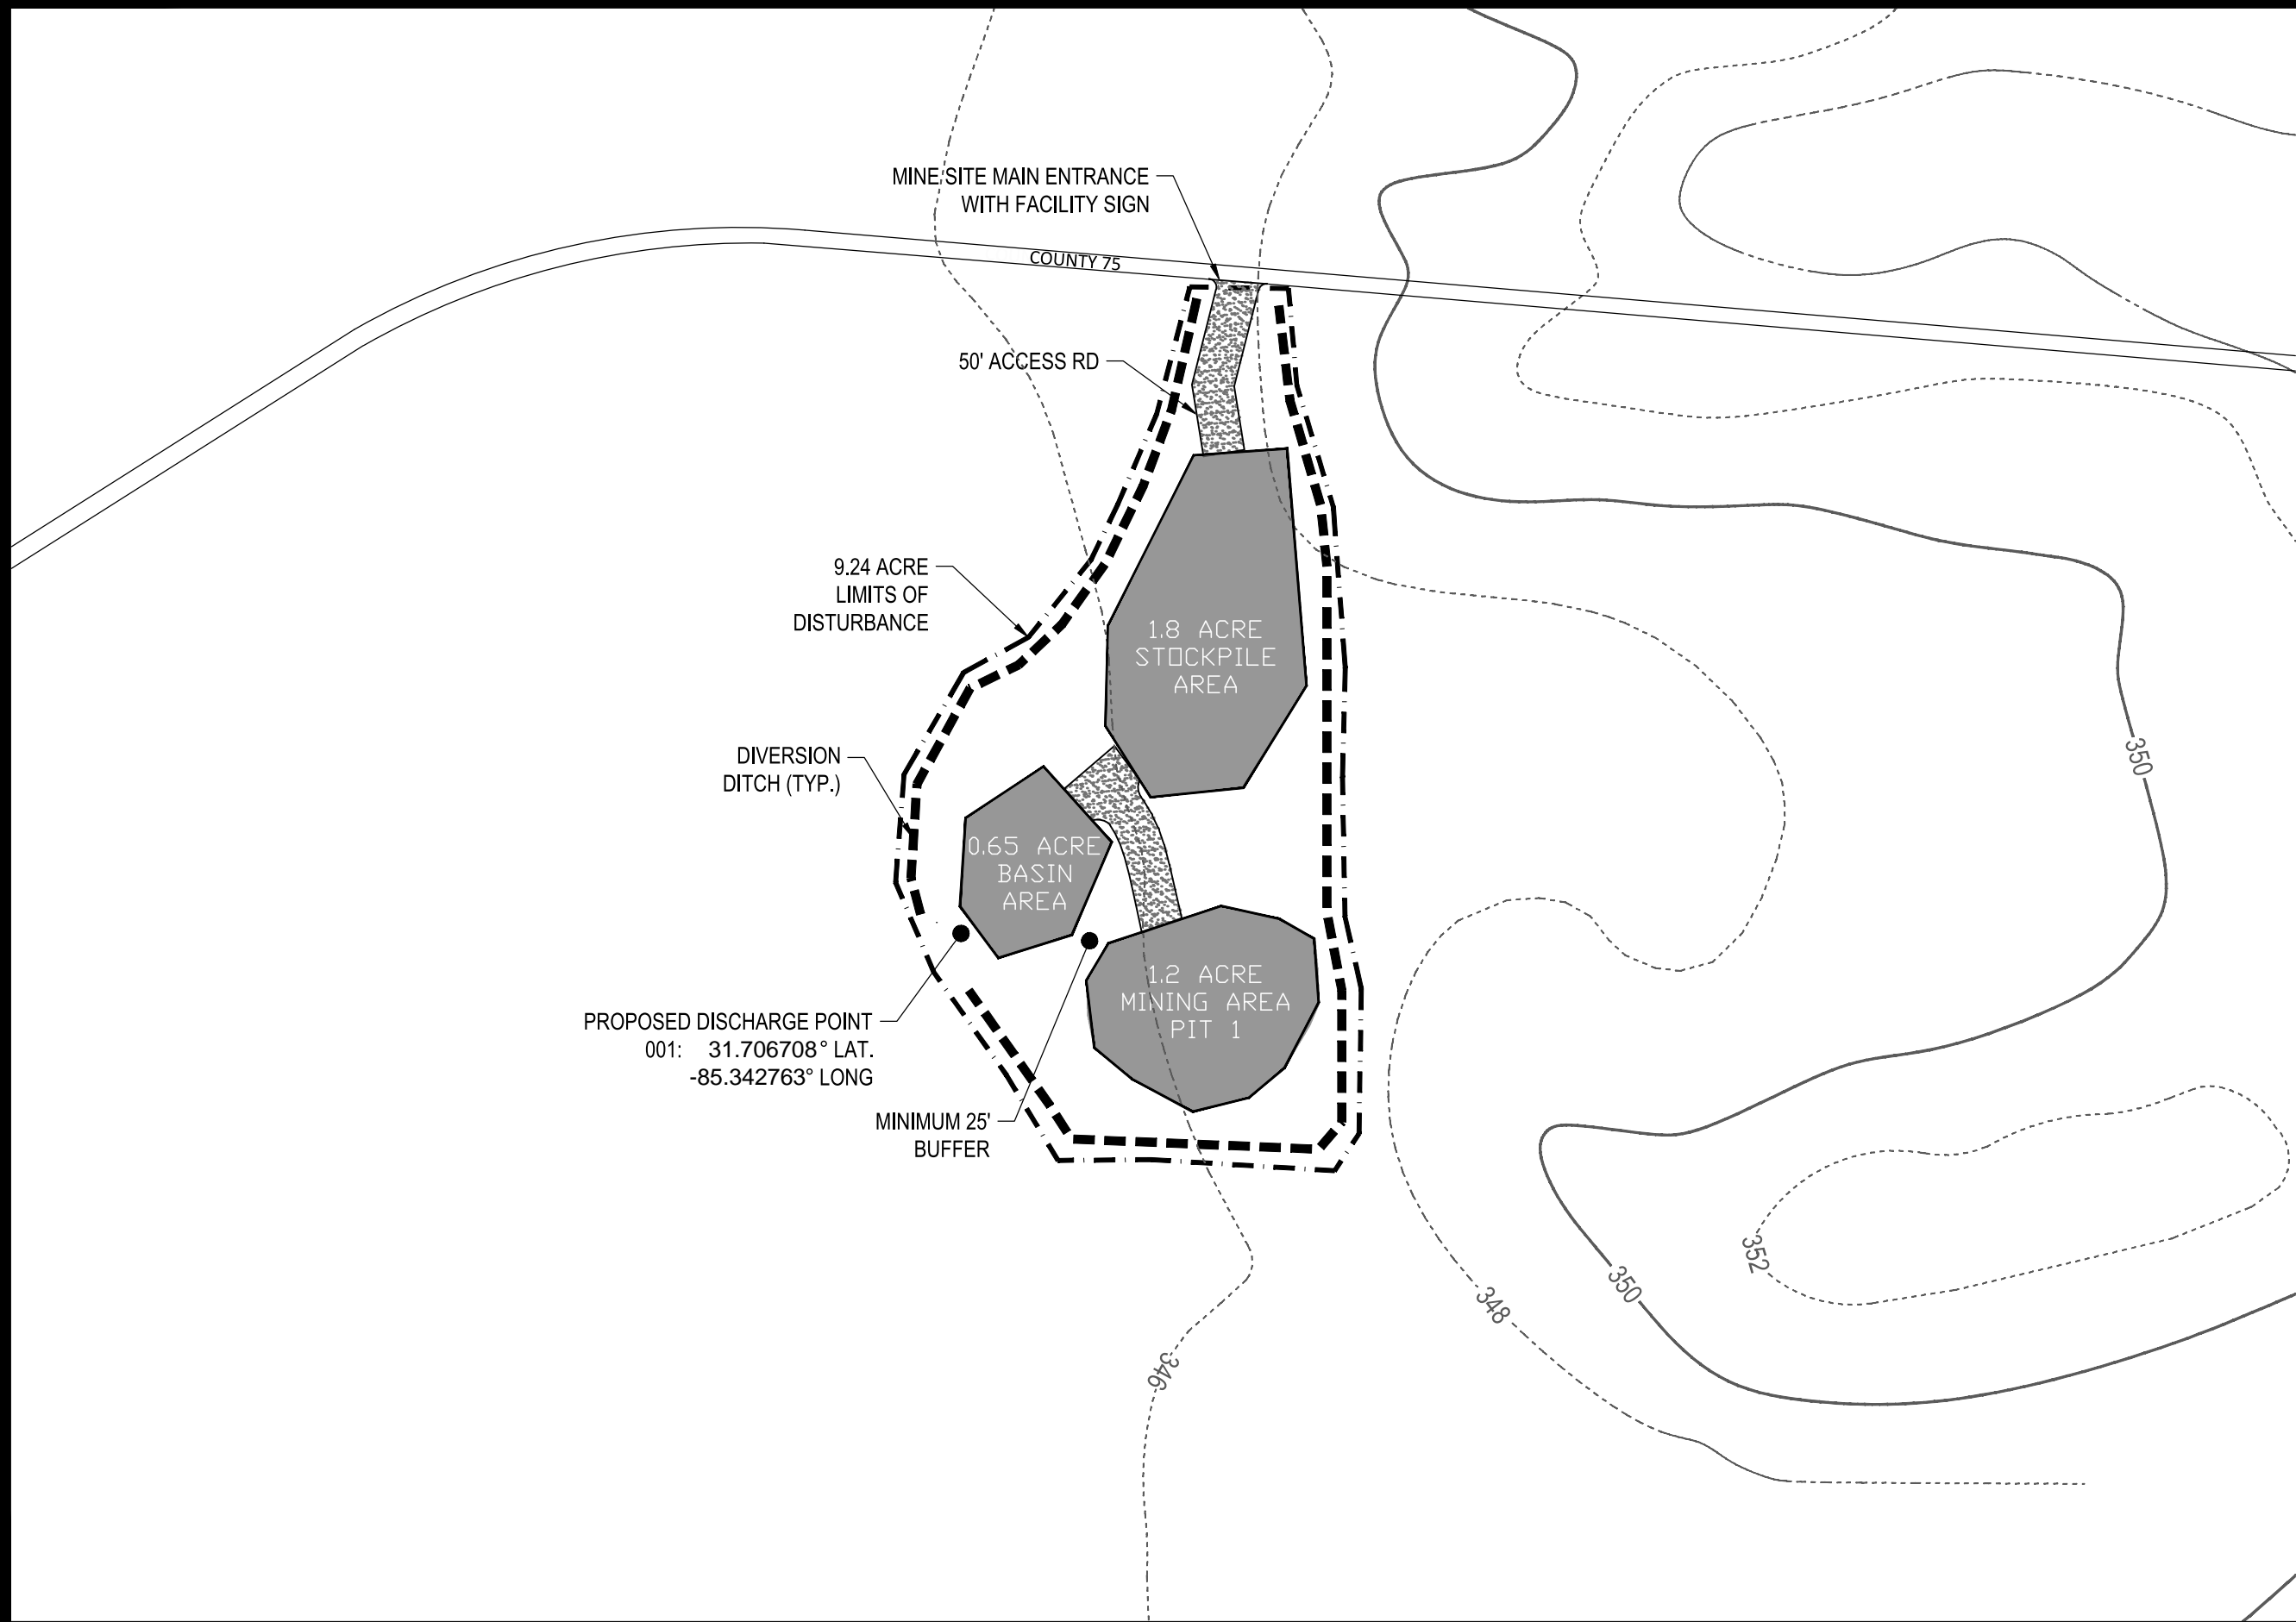 MINE SITE MAIN ENTRANCE
WITH FACILITY SIGN
COUNTY 75
50' ACCESS RD
9.24 ACRE
LIMITS OF
DISTURBANCE
1.8 ACRE
STOCKPILE
AREA
DIVERSION
DITCH (TYP.)
0.65 ACRE
BASIN
AREA
1.2 ACRE
MINING AREA
PIT 1
PROPOSED DISCHARGE POINT
001: 31.706708° LAT.
-85.342763° LONG
MINIMUM 25'
BUFFER
350
352
350
348
346